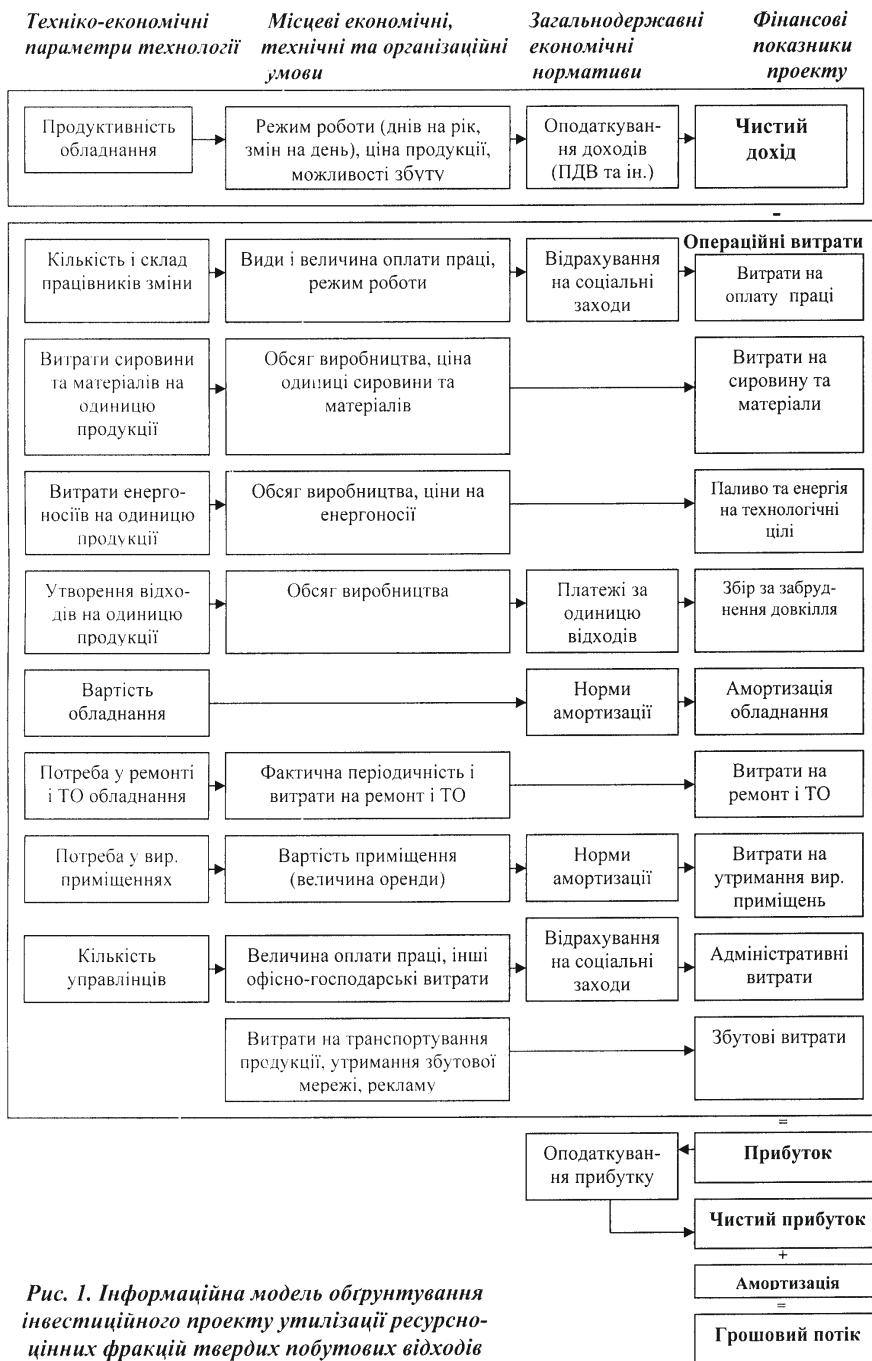 Техніко-економічні
параметри технології
Місцеві економічні,
технічні та організаційні
умови
Загальнодержавні
економічні
нормативи
Фінансові
показники
проекту
Продуктивність
обладнання
Режим роботи (днів на рік,
змін на день), ціна продукції,
можливості збуту
Оподаткуван-
ня доходів
(ПДВ та ін.)
Чистий
дохід
-
Операційні витрати
Кількість і склад
працівників зміни
Види і величина оплати праці,
режим роботи
Відрахування
на соціальні
заходи
Витрати на
оплату праці
Витрати сировини
та матеріалів на
одиницю
продукції
Обсяг виробництва, ціна
одиниці сировини та
матеріалів
Витрати на
сировину та
матеріали
Витрати енерго-
носіїв на одиницю
продукції
Обсяг виробництва, ціни на
енергоносії
Паливо та енергія
на технологічні
цілі
Утворення відхо-
дів на одиницю
продукції
Обсяг виробництва
Платежі за
одиницю
відходів
Збір за забруд-
нення довкілля
Вартість
обладнання
Норми
амортизації
Амортизація
обладнання
Потреба у ремонті
і ТО обладнання
Фактична періодичність і
витрати на ремонт і ТО
Витрати на
ремонт і ТО
Потреба у вир.
приміщеннях
Вартість приміщення
(величина оренди)
Норми
амортизації
Витрати на
утримання вир.
приміщень
Кількість
управлінців
Величина оплати праці, інші
офісно-господарські витрати
Відрахування
на соціальні
заходи
Адміністративні
витрати
Витрати на транспортування
продукції, утримання збутової
мережі, рекламу
Збутові витрати
=
Оподаткуван-
ня прибутку
Прибуток
Чистий прибуток
+
Амортизація
=
Грошовий потік
Рис. 1. Інформаційна модель обґрунтування
інвестиційного проекту утилізації ресурсно-
цінних фракцій твердих побутових відходів